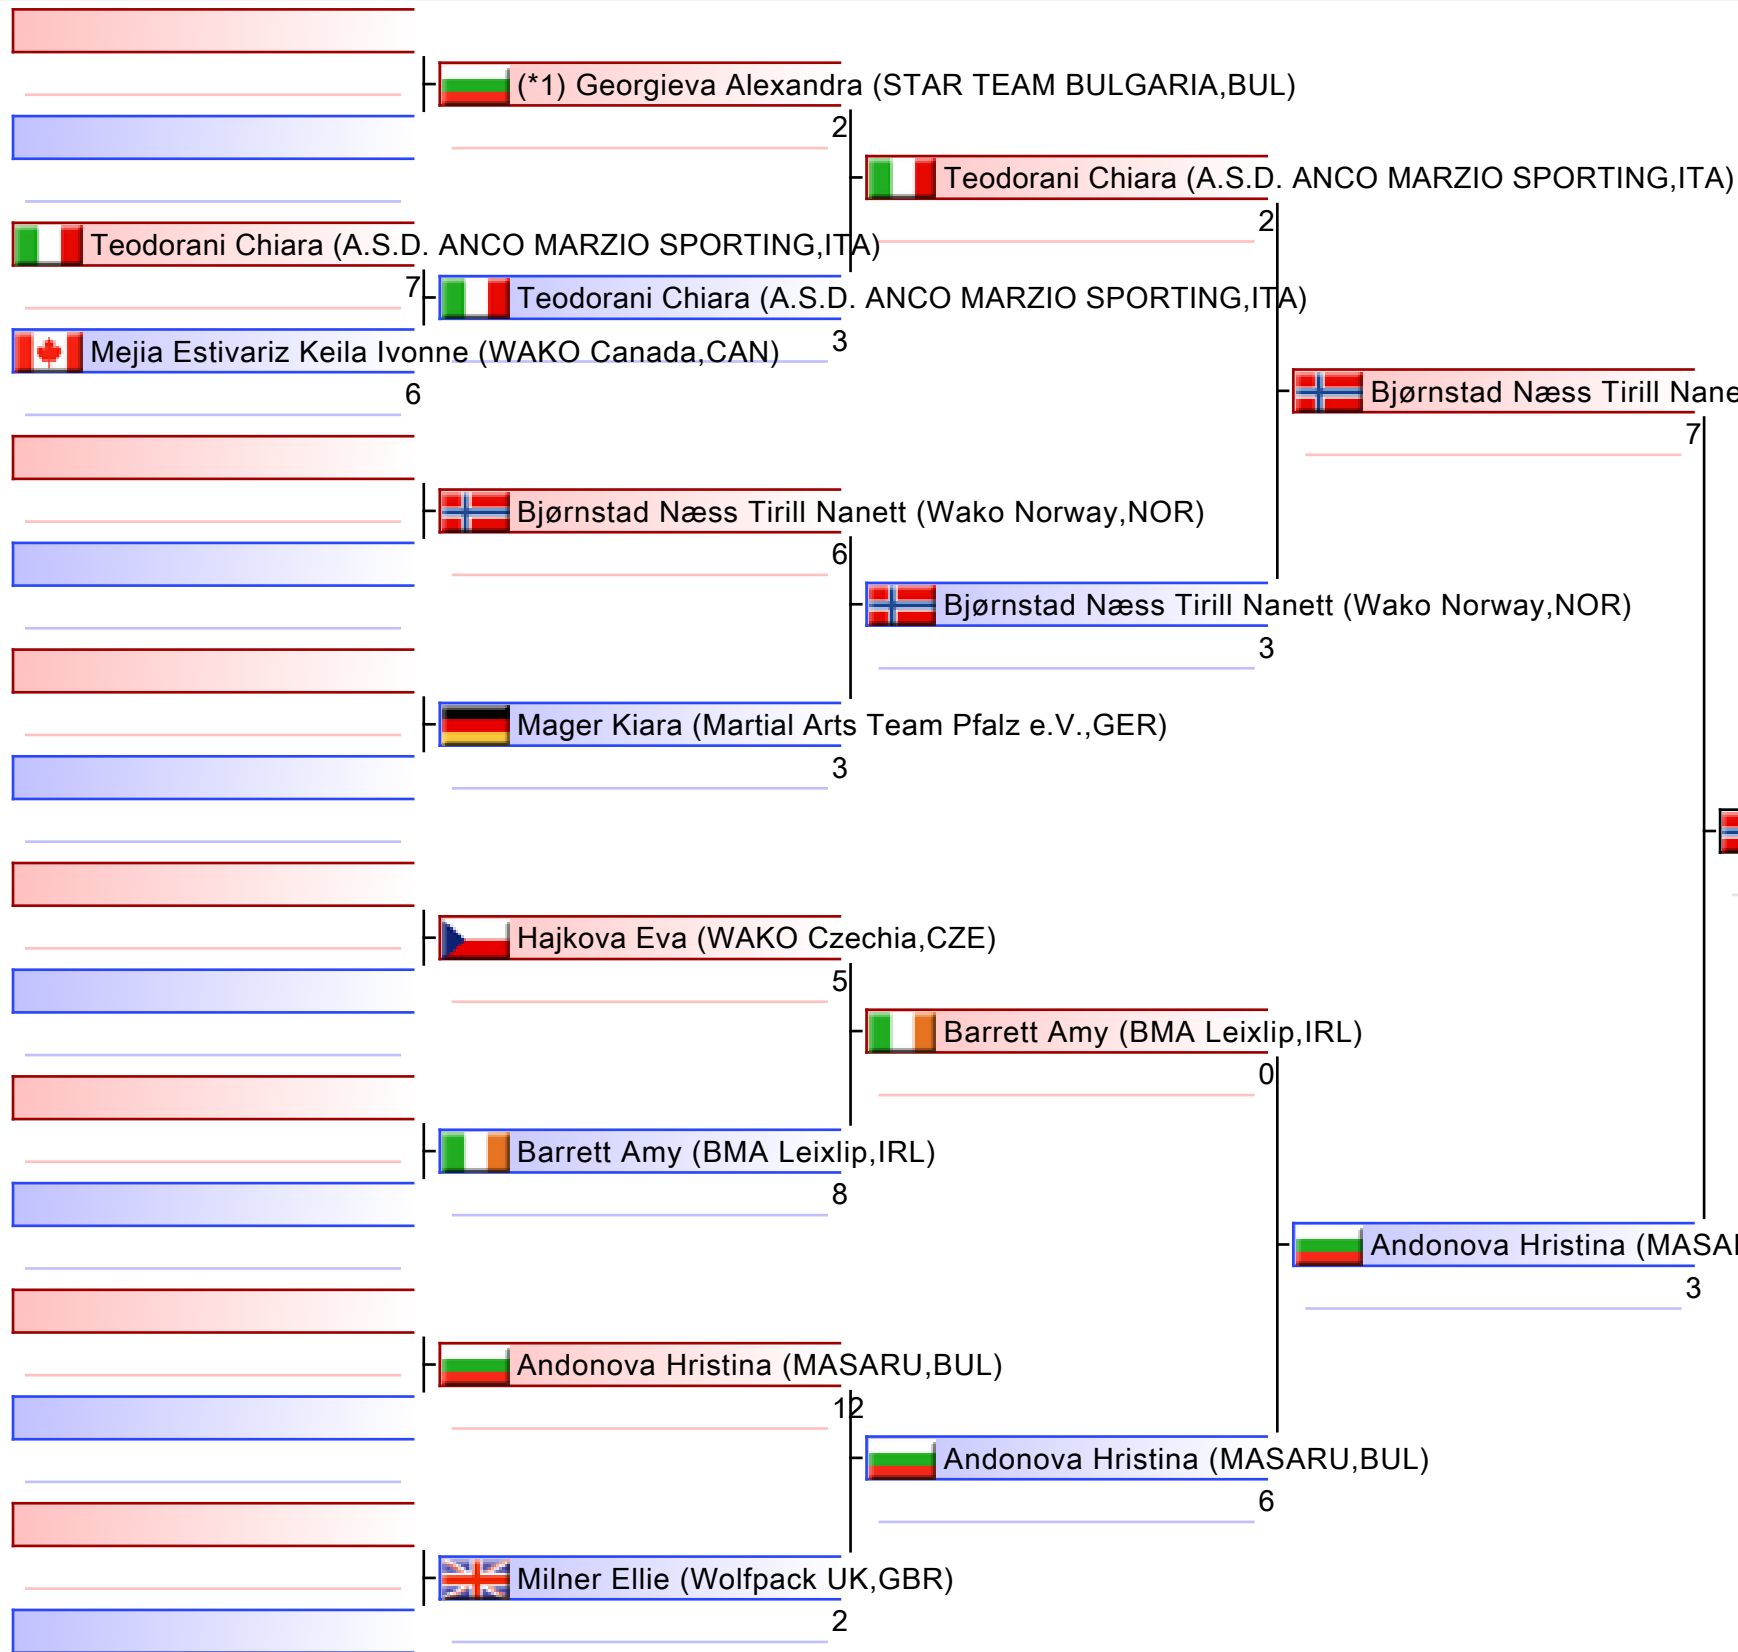 (*1) Georgieva Alexandra (STAR TEAM BULGARIA,BUL)
2
Teodorani Chiara (A.S.D. ANCO MARZIO SPORTING,ITA)
2
Teodorani Chiara (A.S.D. ANCO MARZIO SPORTING,ITA)
7
Teodorani Chiara (A.S.D. ANCO MARZIO SPORTING,ITA)
3
Mejia Estivariz Keila Ivonne (WAKO Canada,CAN)
6
Bjørnstad Næss Tirill Nane
7
Bjørnstad Næss Tirill Nanett (Wako Norway,NOR)
6
Bjørnstad Næss Tirill Nanett (Wako Norway,NOR)
3
Mager Kiara (Martial Arts Team Pfalz e.V.,GER)
3
Hajkova Eva (WAKO Czechia,CZE)
5
Barrett Amy (BMA Leixlip,IRL)
0
Barrett Amy (BMA Leixlip,IRL)
8
Andonova Hristina (MASA
3
Andonova Hristina (MASARU,BUL)
12
Andonova Hristina (MASARU,BUL)
6
Milner Ellie (Wolfpack UK,GBR)
2